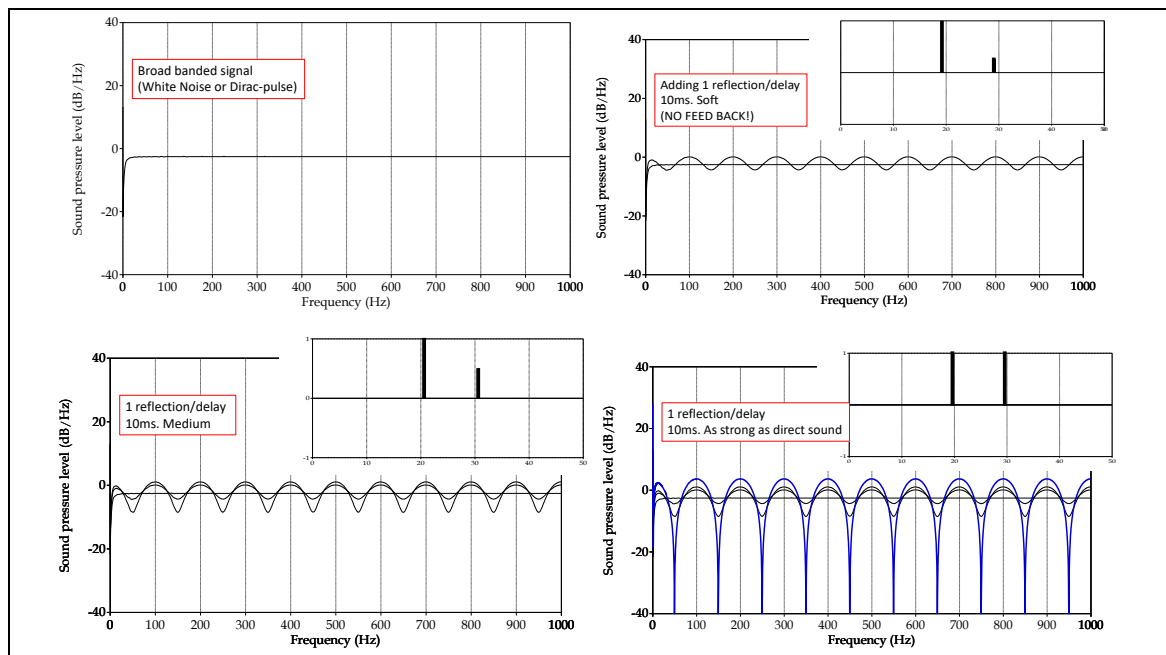 40
20
0
-20
-40
Sound pressure level (dB/Hz)
Broad banded signal
(White Noise or Dirac-pulse)
0 100 200 300 400 500 600 700 800 900 1000
Frequency (Hz)
40
20
0
-20
-40
Sound pressure level (dB/Hz)
Adding 1 reflection/delay
10ms. Soft
(NO FEED BACK!)
0 10 20 30 40 50
0 100 200 300 400 500 600 700 800 900 1000
Frequency (Hz)
40
20
0
-20
-40
Sound pressure level (dB/Hz)
1 reflection/delay
10ms. Medium
1
0
-1
0 10 20 30 40 50
0 100 200 300 400 500 600 700 800 900 1000
Frequency (Hz)
40
20
0
-20
-40
Sound pressure level (dB/Hz)
1 reflection/delay
10ms. As strong as direct sound
1
-1
0 10 20 30 40 50
0 100 200 300 400 500 600 700 800 900 1000
Frequency (Hz)